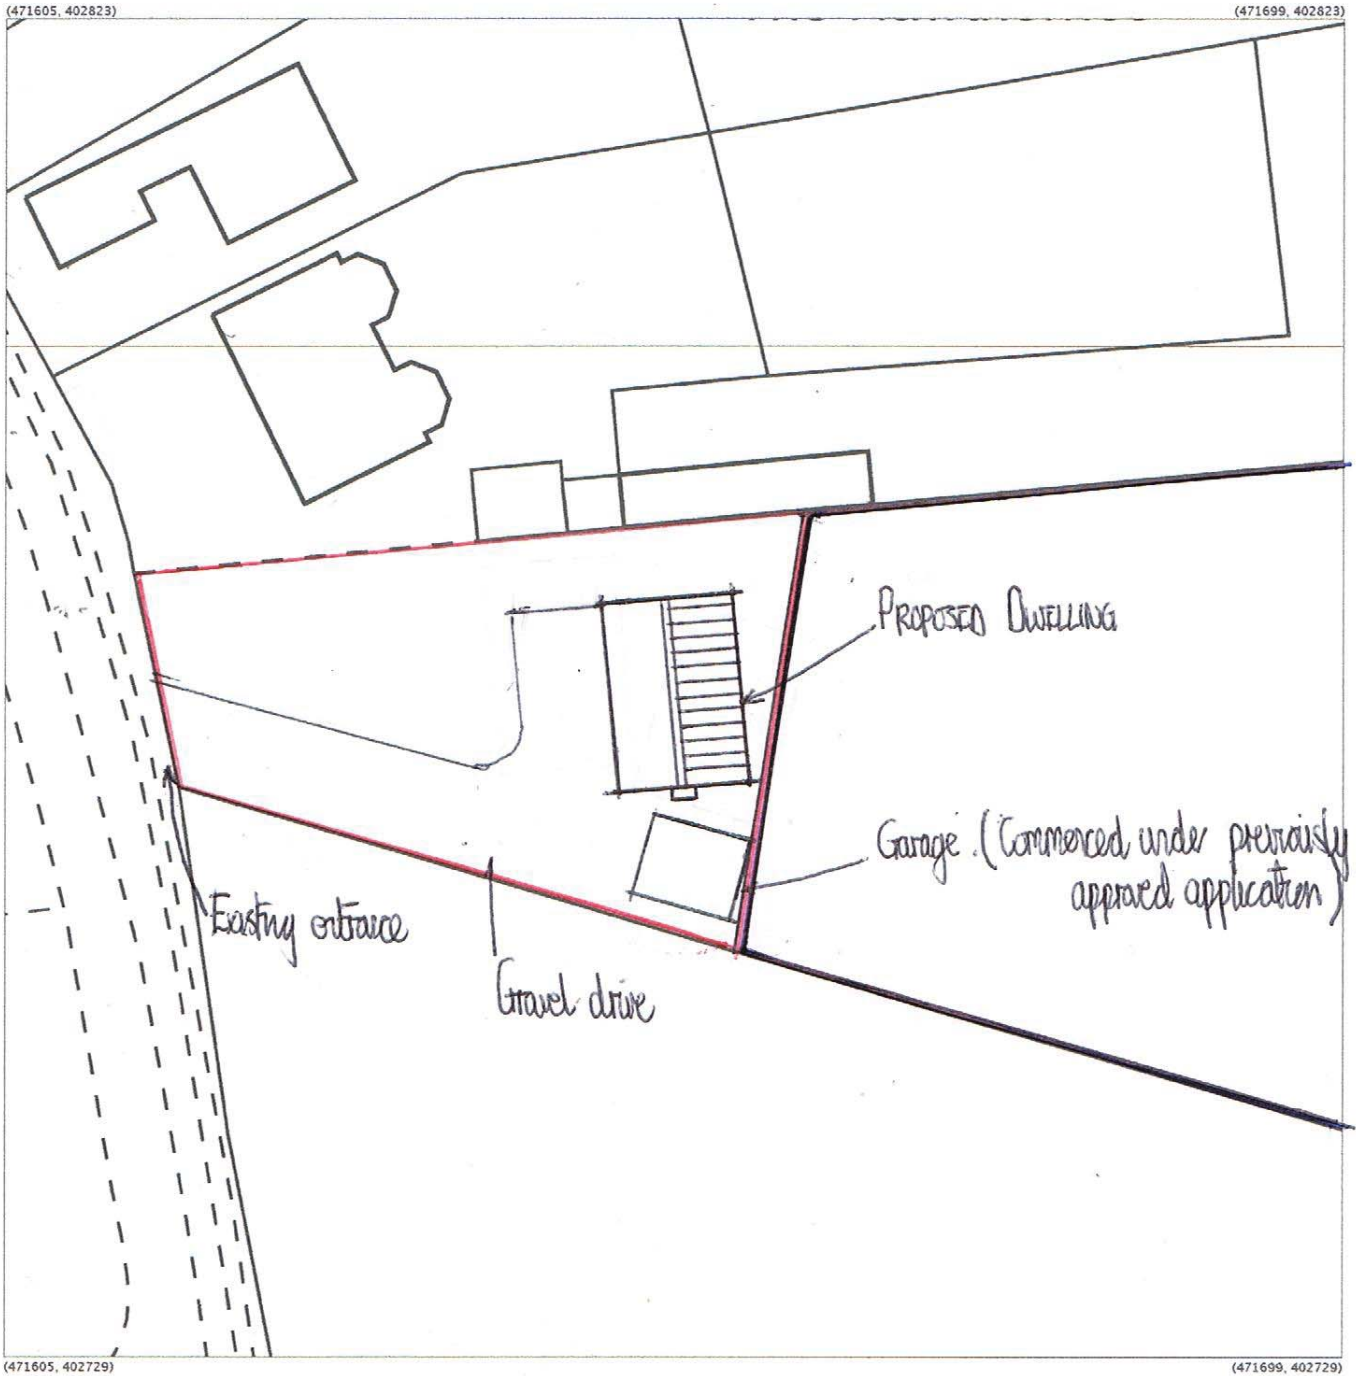 (471605, 402823)
(471699, 402823)
PROPOSED DWELLING
Garage. (Commenced under previously
approved application)
Existing entrance
Gravel drive
(471605, 402729)
(471699, 402729)